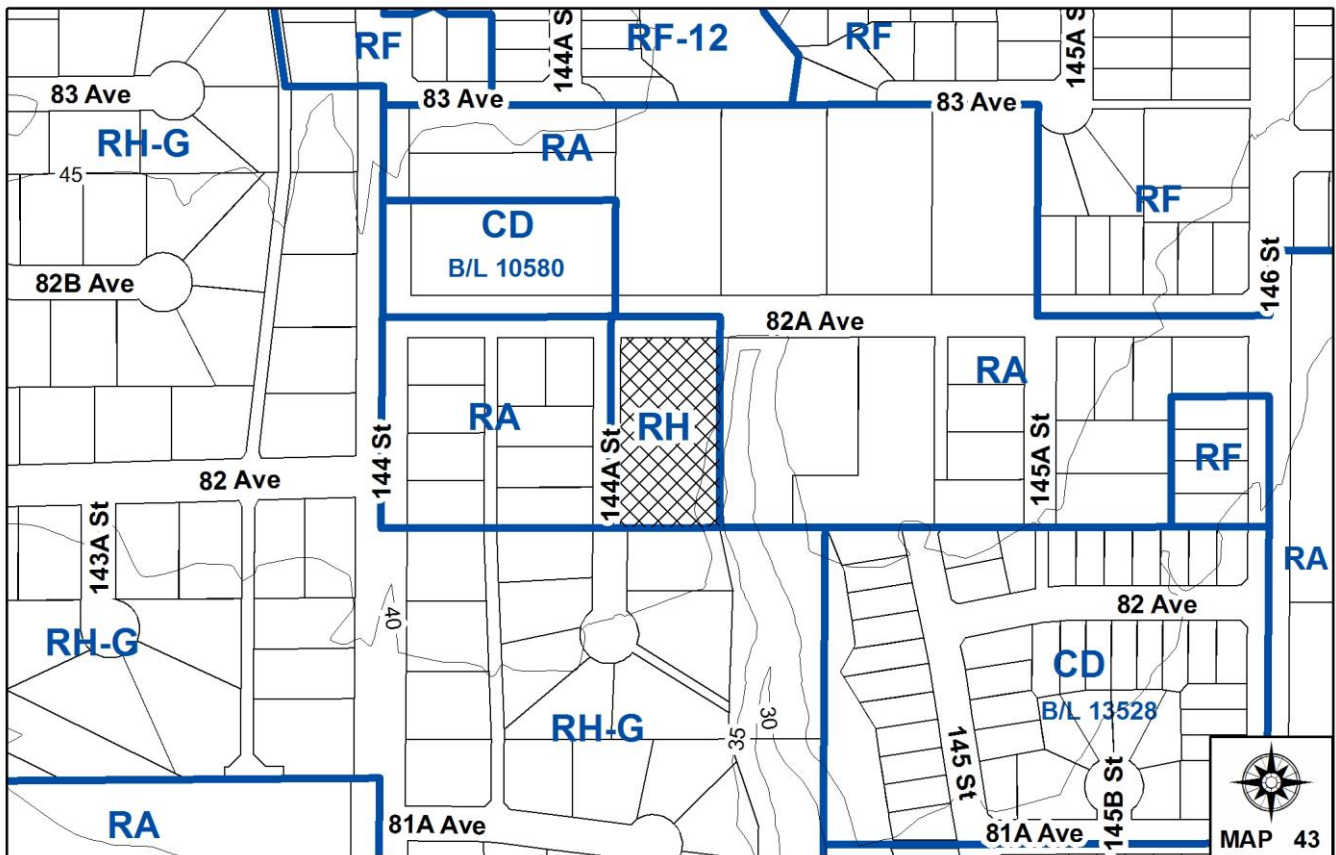 RF
144A S
RF-12
RF
145A S
83 Ave
83 Ave
83 Ave
RH-G
RA
45
RF
CD
B/L 10580
82B Ave
146 St
82A Ave
RA
RA
RH
144 St
144A St
145A St
RF
82 Ave
143A St
RA
40
82 Ave
RH-G
CD
B/L 13528
RH-G
30
35
145 St
145B St
RA
81A Ave
81A Ave
MAP 43